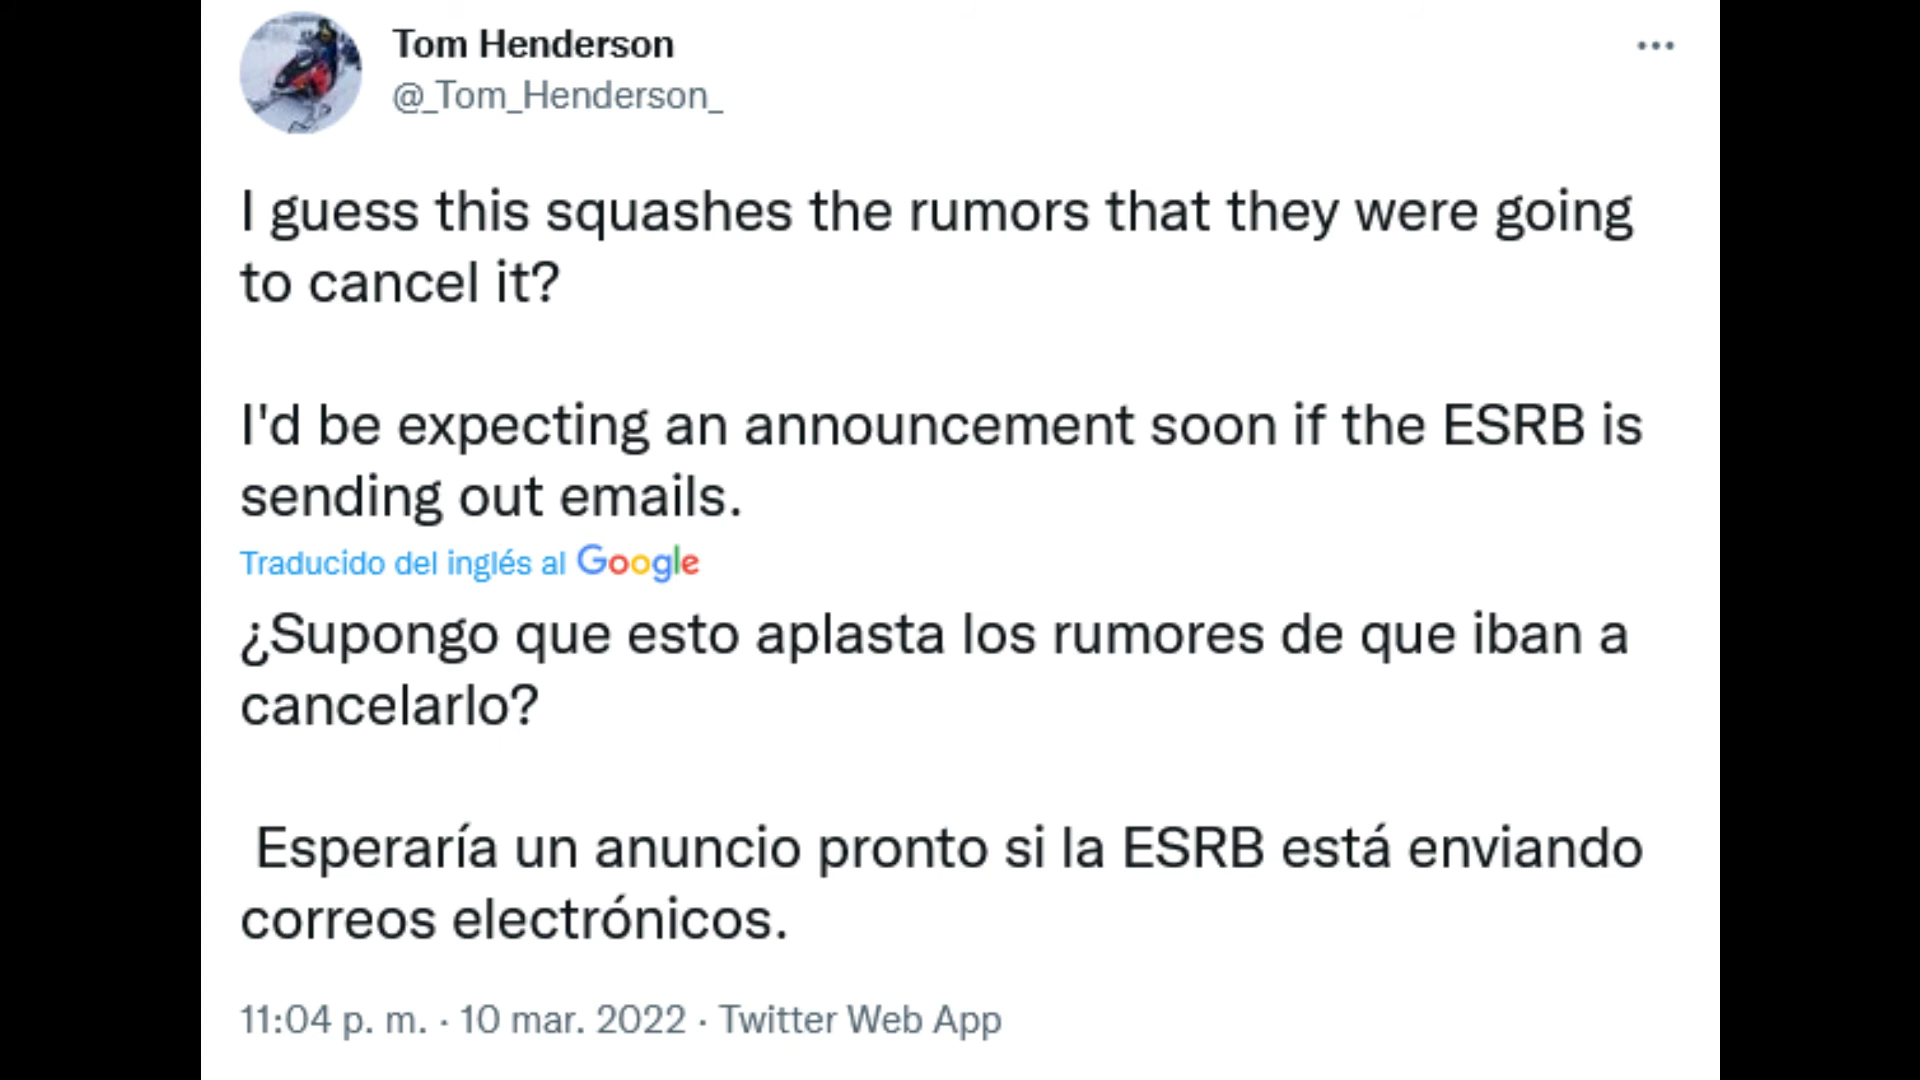 Tom Henderson
@_Tom_Henderson_
I guess this squashes the rumors that they were going
to cancel it?
I'd be expecting an announcement soon if the ESRB is
sending out emails.
Traducido del inglés al Google
¿Supongo que esto aplasta los rumores de que iban a
cancelarlo?
Esperaría un anuncio pronto si la ESRB está enviando
correos electrónicos.
11:04 p. m. · 10 mar. 2022 · Twitter Web App